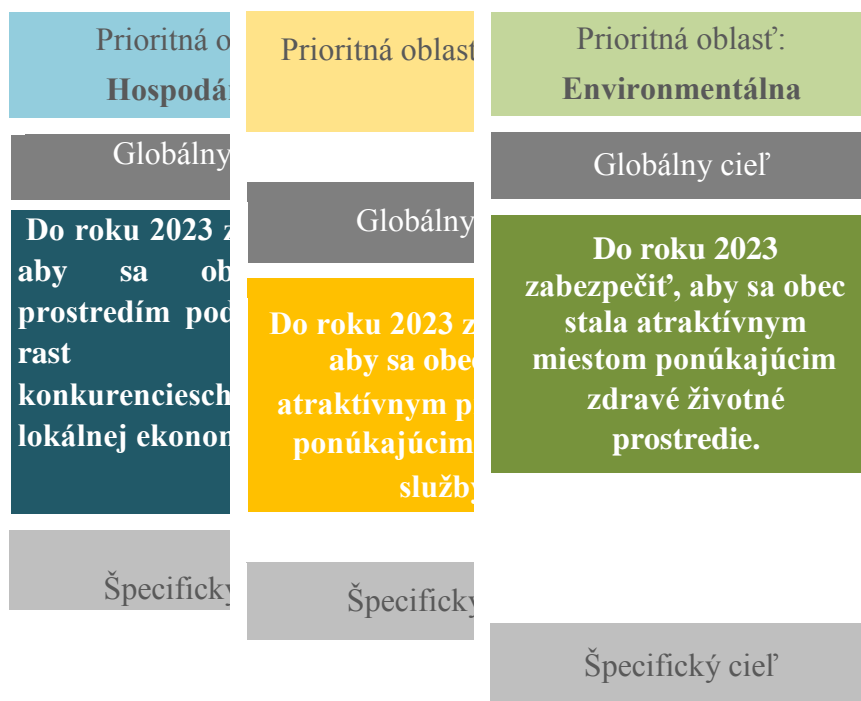 Prioritná o
Hospodá
Globálny
Do roku 2023 z
aby sa ob
prostredím pod
rast
konkurenciesch
lokálnej ekonom
Špecifický
Prioritná oblasť
Globálny
Do roku 2023 z
aby sa obec
atraktívnym p
ponúkajúcim
služby
Špecifický
Prioritná oblasť:
Environmentálna
Globálny cieľ
Do roku 2023
zabezpečiť, aby sa obec
stala atraktívnym
miestom ponúkajúcim
zdravé životné
prostredie.
Špecifický cieľ